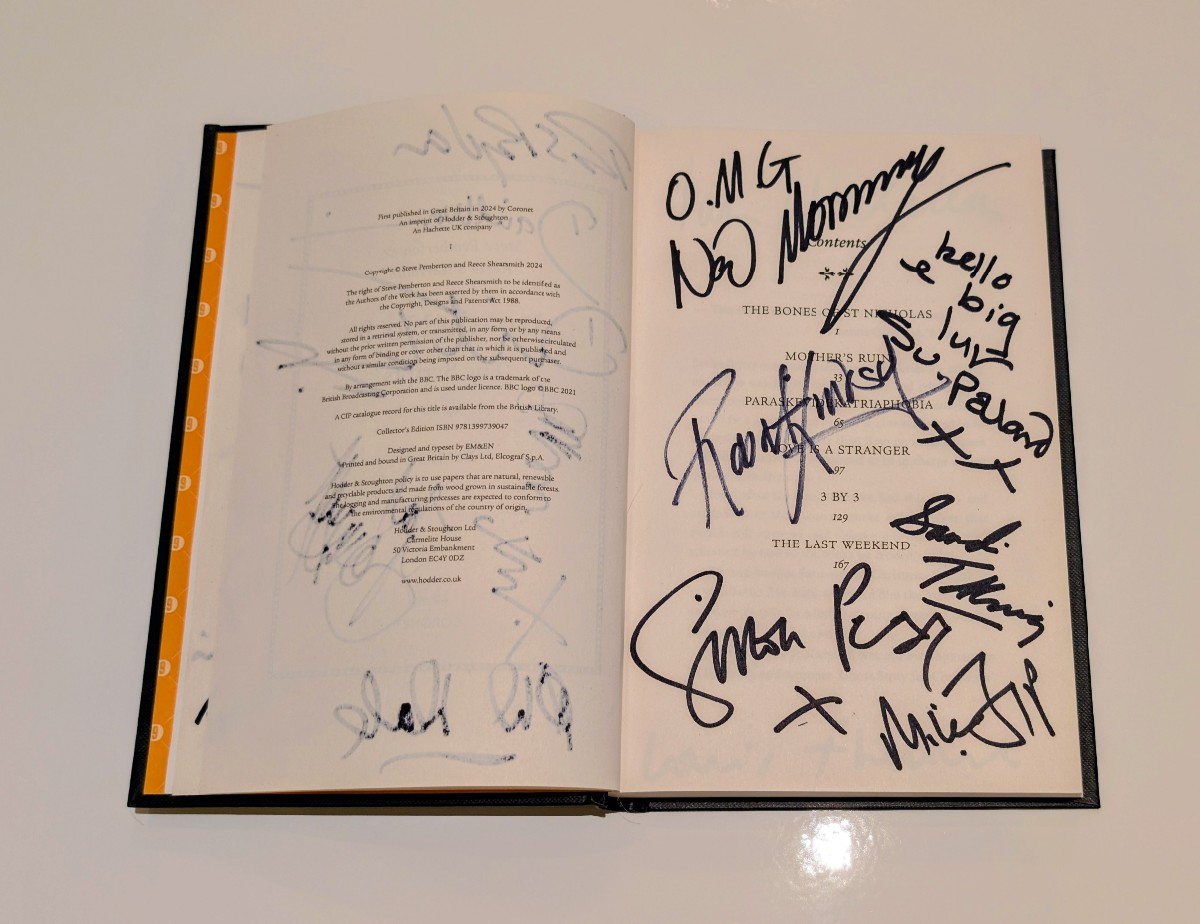 First published in Great Britain in 2024 by Coronet
An imprint of Hodder & Stoughton
An Hachette UK company
1
Copyright © Steve Pemberton and Reece Shearsmith 2024
The right of Steve Pemberton and Reece Shearsmith to be identified as
the Authors of the Work has been asserted by them in accordance with
the Copyright, Designs and Patents Act 1988.
All rights reserved. No part of this publication may be reproduced,
stored in a retrieval system, or transmitted, in any form or by any means
without the prior written permission of the publisher, nor be otherwise circulated
in any form of binding or cover other than that in which it is published and
without a similar condition being imposed on the subsequent purchaser.
By arrangement with the BBC. The BBC logo is a trademark of the
British Broadcasting Corporation and is used under licence. BBC logo ©BBC 2021
A CIP catalogue record for this title is available from the British Library.
Collector's Edition ISBN 9781399739047
Designed and typeset by EM&EN
Printed and bound in Great Britain by Clays Ltd, Elcograf S.p.A.
Hodder & Stoughton policy is to use papers that are natural, renewable
and recyclable products and made from wood grown in sustainable forests.
The logging and manufacturing processes are expected to conform to
the environmental regulations of the country of origin.
Hodder & Stoughton Ltd
Carmelite House
50 Victoria Embankment
London EC4Y 0DZ
www.hodder.co.uk
O.M.G
Contents
hello
big
luv
xx
THE BONES OF ST NICHOLAS
1
MOTHER'S RUIN
33
PARASKEVIDEKATRIAPHOBIA
65
LOVE IS A STRANGER
97
3 BY 3
129
THE LAST WEEKEND
167
Sandi
Simon
x
Mike